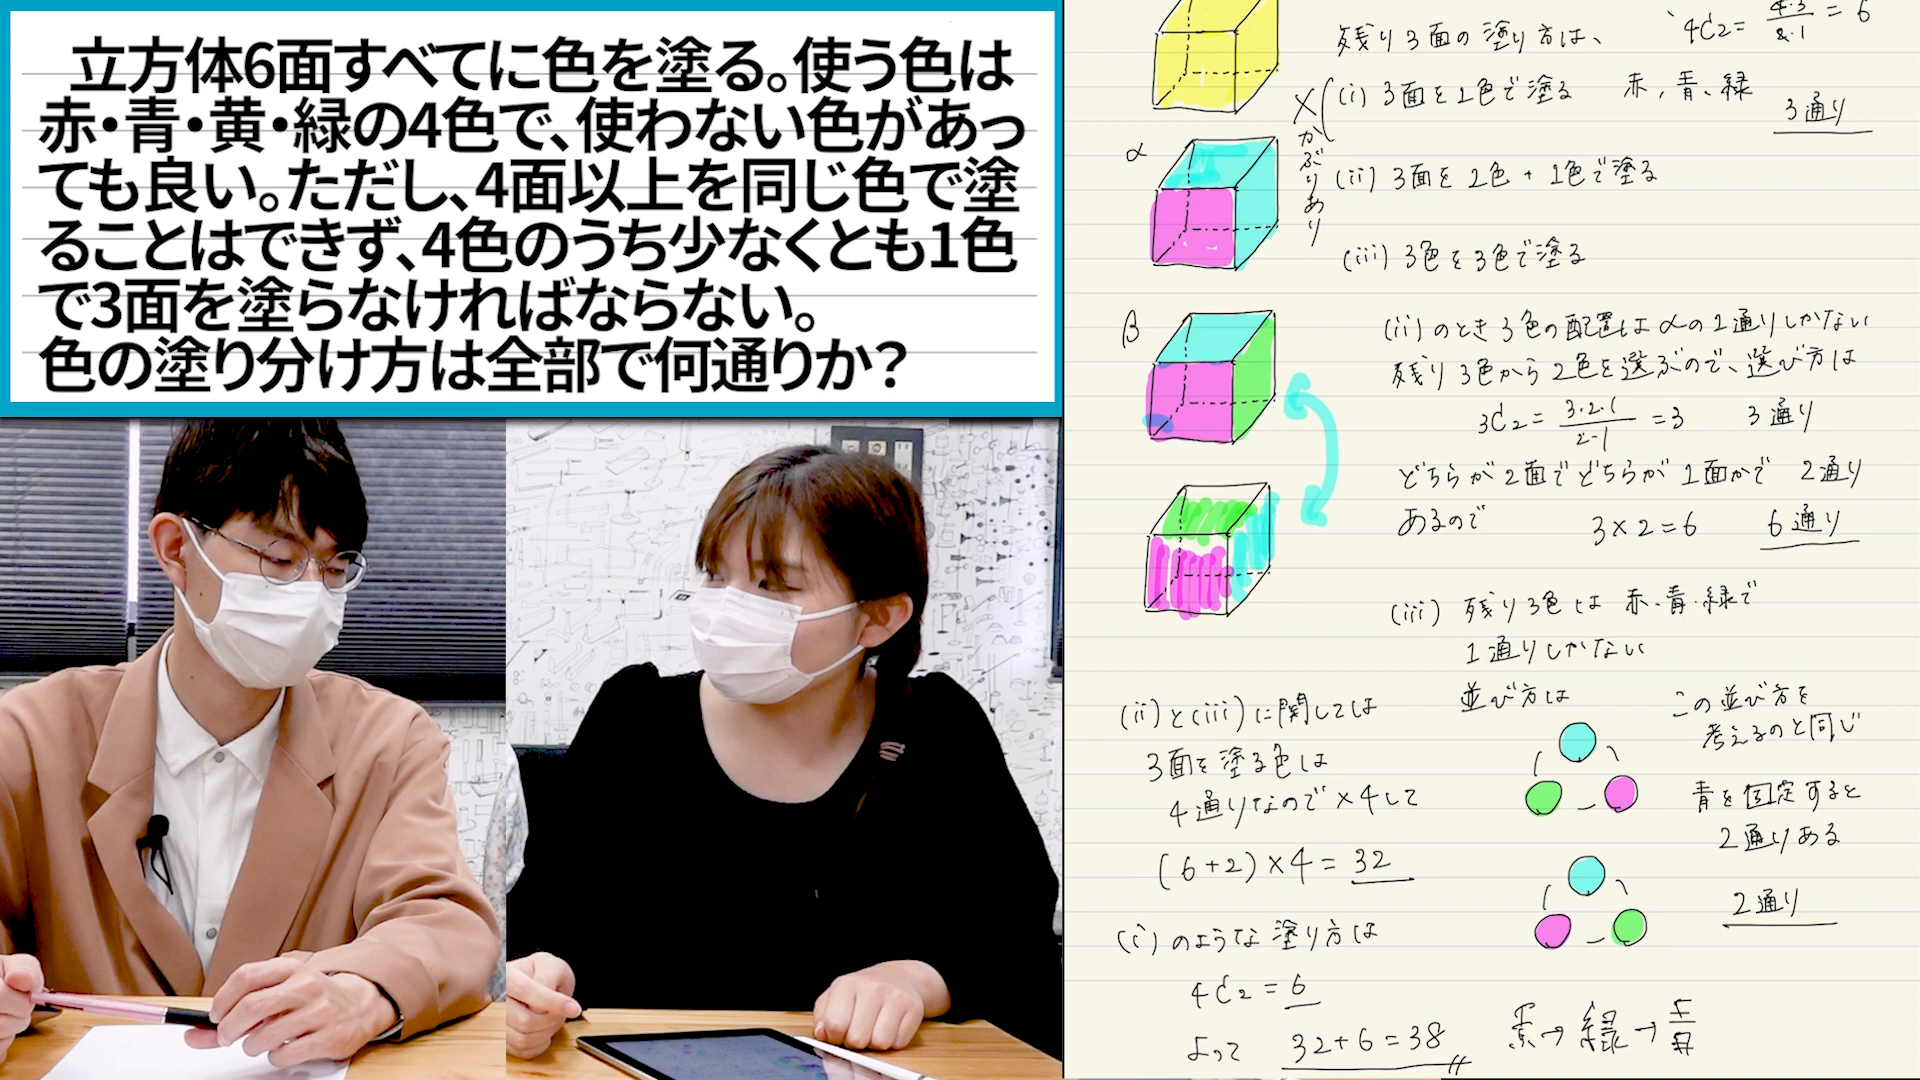 立方体6面すべてに色を塗る。使う色は
赤・青・黄・緑の4色で、使わない色があっ
ても良い。ただし、4面以上を同じ色で塗
ることはできず、4色のうち少なくとも1色
で3面を塗らなければならない。
色の塗り分け方は全部で何通りか？
残り3面の塗り方は、
4C2= 4・3/2・1 = 6
×かぶりあり
(i) 3面を1色で塗る 赤、青、緑
3通り
α
(ii) 3面を2色+1色で塗る
(iii) 3色を3色で塗る
β
(ii)のとき3色の配置はαの1通りしかない
残り3色から2色を選ぶので、選び方は
3C2= 3・2・1/2・1 =3 3通り
どちらが2面でどちらが1面かで 2通り
あるので 3×2=6 6通り
(iii) 残り3色は赤・青・緑で
1通りしかない
並び方は
この並び方を
考えるのと同じ
青を固定すると
2通りある
2通り
(ii)と(iii)に関しては
3面を塗る色は
4通りなので×4して
(6+2)×4=32
(i)のような塗り方は
4C2=6
よって 32+6=38
→緑→青